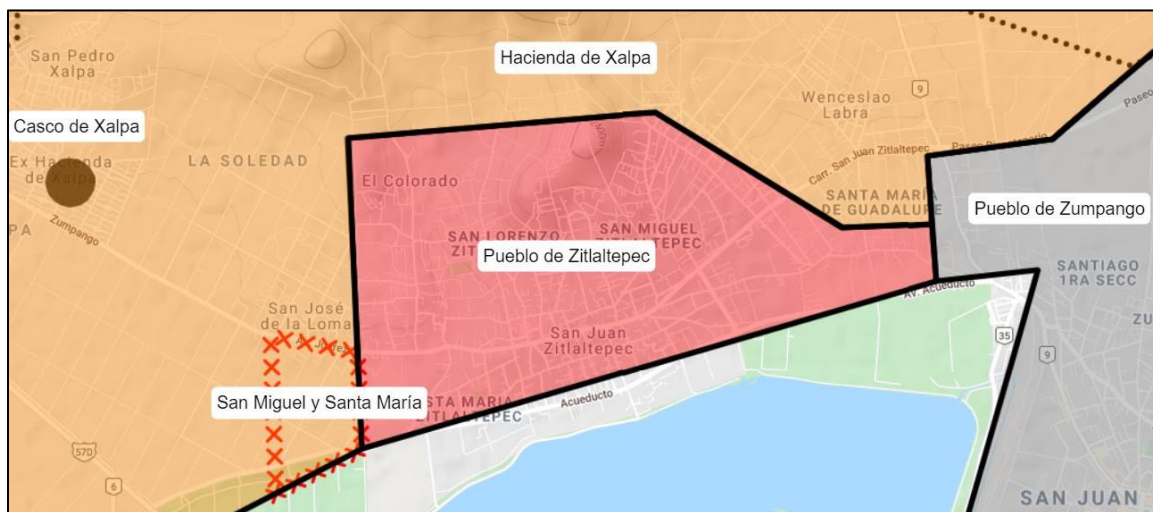 San Pedro
Xalpa
Hacienda de Xalpa
9
Wenceslao
Labra
Paseo
Casco de Xalpa
Ex Hacienda
de Xalpa
LA SOLEDAD
Carr. San Juan Zitlaltepec
El Colorado
SANTA MARÍA
DE GUADALUPE
Zumpango
Pueblo de Zumpango
SAN LORENZO
SAN MIGUEL
Pueblo de Zitlaltepec
SANTIAGO
1RA SECC
Av. Acueducto
San José
de la Loma
San Juan
Zitlaltepec
35
9
San Miguel y Santa María
Acueducto
570
6
SAN JUAN